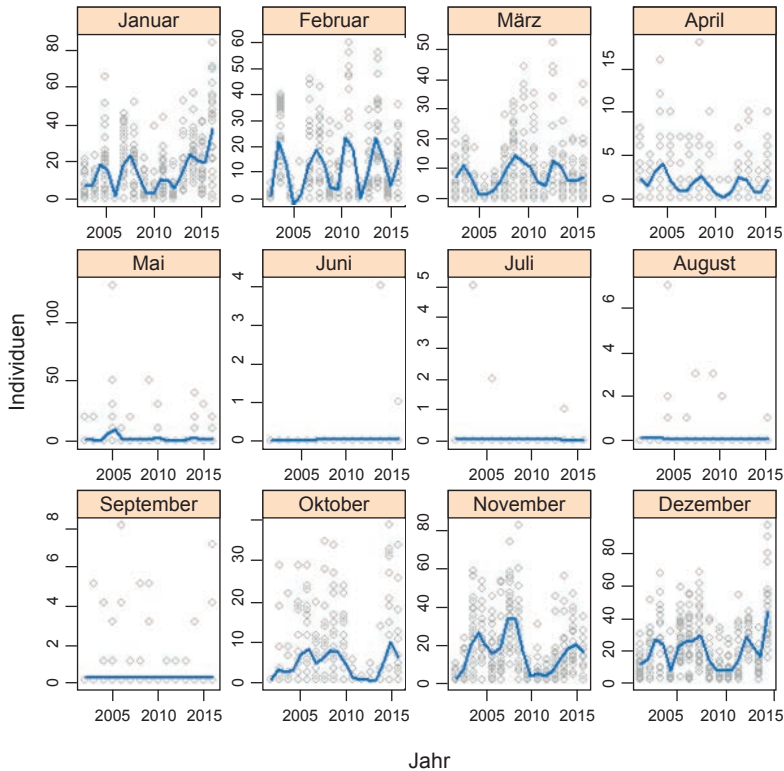 Januar Februar März April
80 60 50 15
60 50 40 10
40 40 30 5
20 30 20 0
0 20 10
10 0
0
2005 2010 2015 2005 2010 2015 2005 2010 2015 2005 2010 2015
Mai Juni Juli August
100 4 5 6
50 3 4 4
0 2 3 2
1 2 0
0 1
0
2005 2010 2015 2005 2010 2015 2005 2010 2015 2005 2010 2015
Individuen
September Oktober November Dezember
8 30 80 80
6 20 60 60
4 10 40 40
2 0 20 20
0 0 0
2005 2010 2015 2005 2010 2015 2005 2010 2015 2005 2010 2015
Jahr